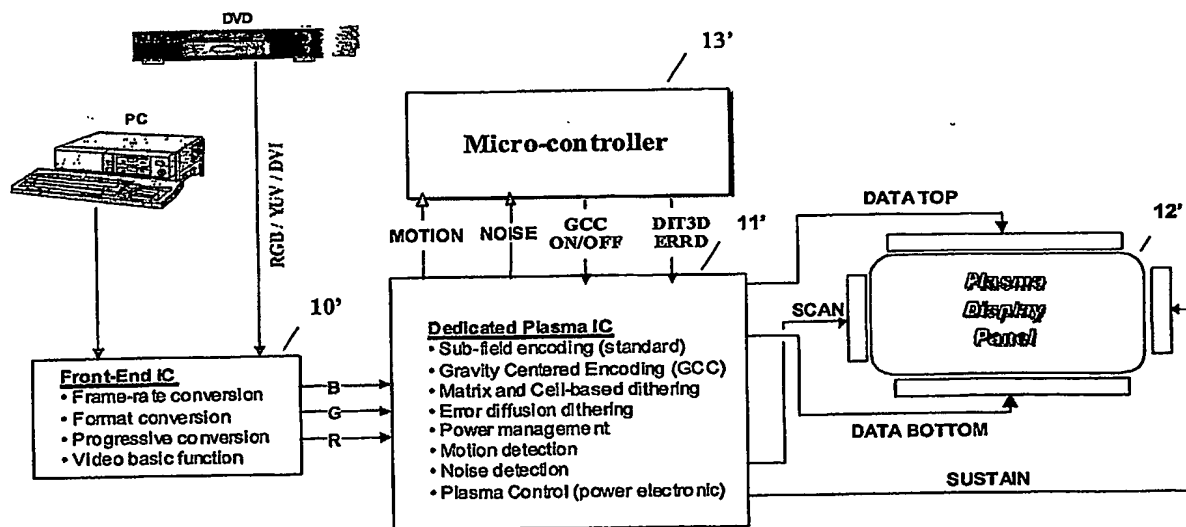 DVD
13'
PC
RGB / YUV / DVI
Micro-controller
MOTION
NOISE
GCC
ON/OFF
DIT3D
ERRD
11'
DATA TOP
12'
10'
SCAN
Plasma
Display
Panel
Front-End IC
• Frame-rate conversion
• Format conversion
• Progressive conversion
• Video basic function
B
G
R
Dedicated Plasma IC
• Sub-field encoding (standard)
• Gravity Centered Encoding (GCC)
• Matrix and Cell-based dithering
• Error diffusion dithering
• Power management
• Motion detection
• Noise detection
• Plasma Control (power electronic)
DATA BOTTOM
SUSTAIN